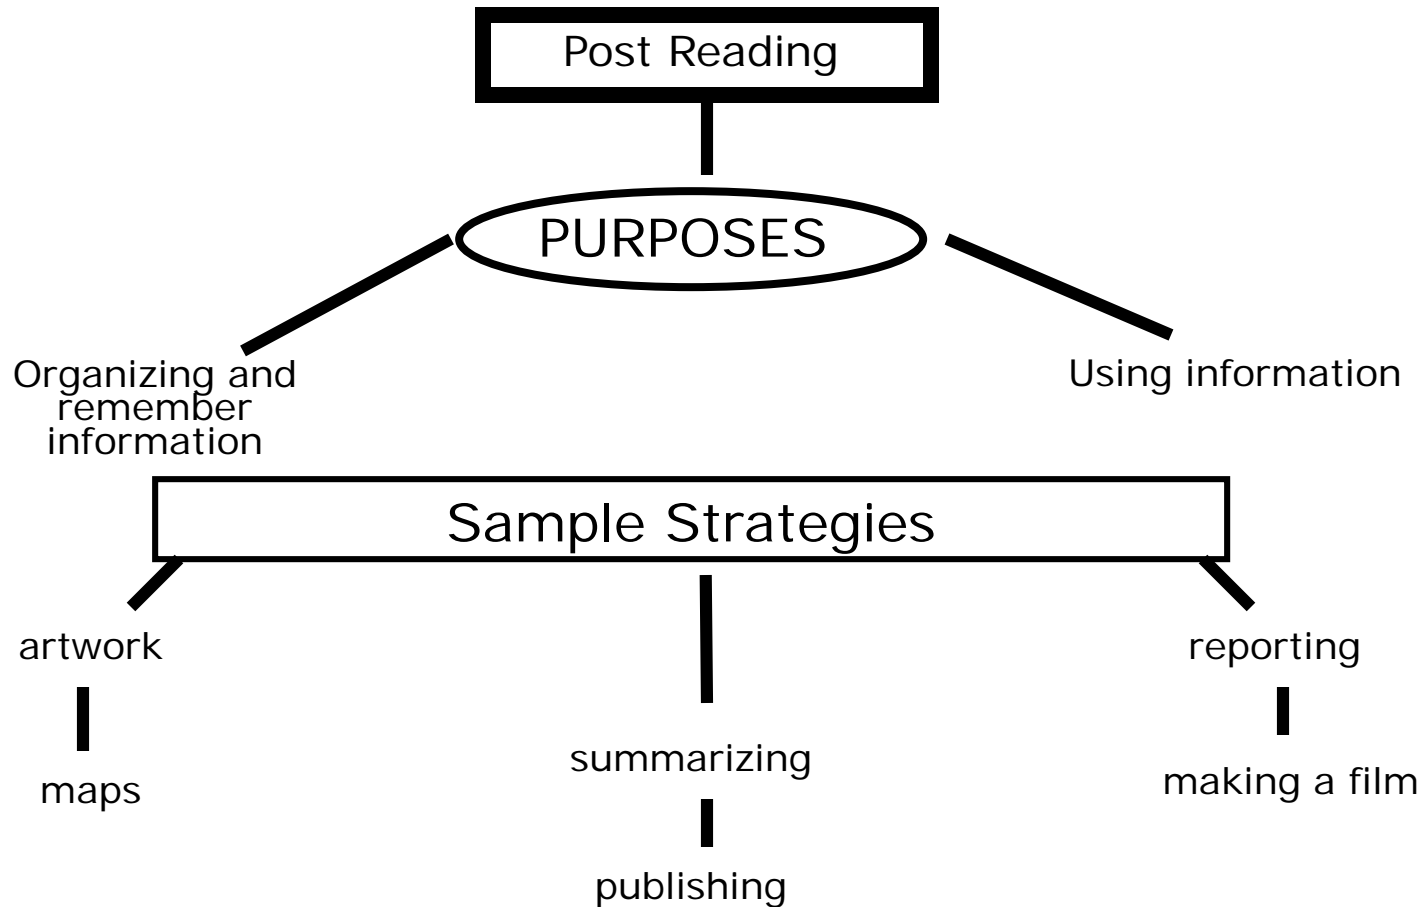 Post Reading
PURPOSES
Organizing and
remember
information
Using information
Sample Strategies
artwork
reporting
summarizing
maps
making a film
publishing